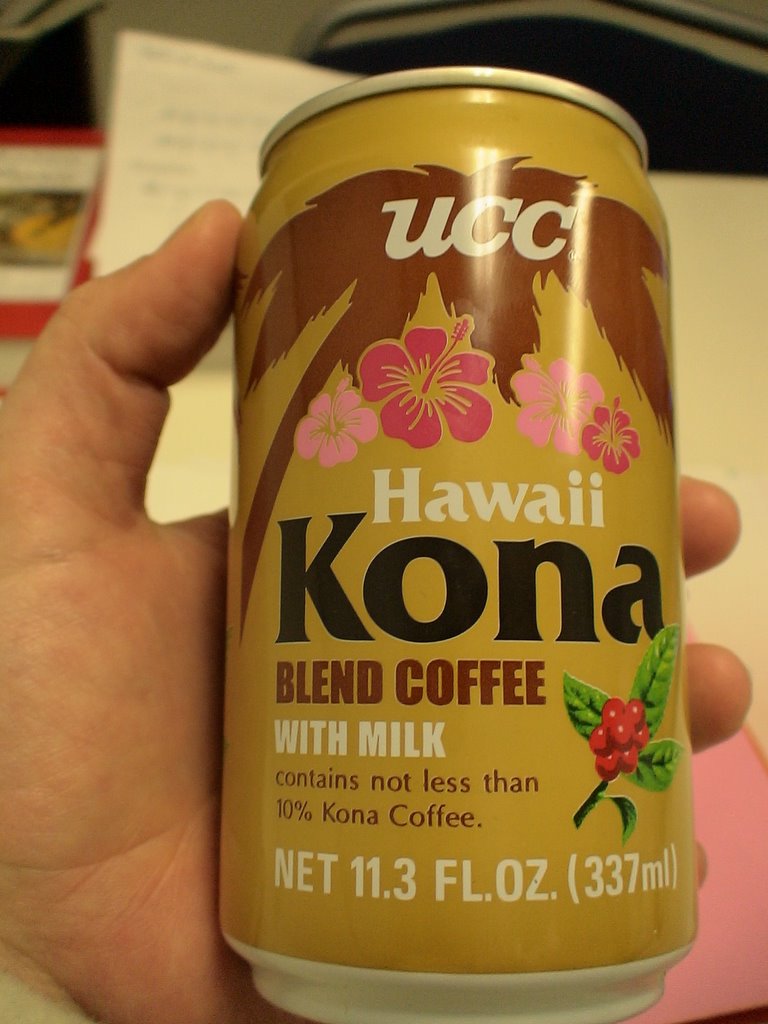 UCC
Hawaii
Kona
BLEND COFFEE
WITH MILK
contains not less than
10% Kona Coffee.
NET 11.3 FL.OZ. (337ml)